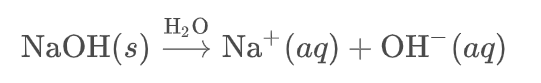 NaOH(s) —H₂O→ Na⁺(aq) + OH⁻(aq)